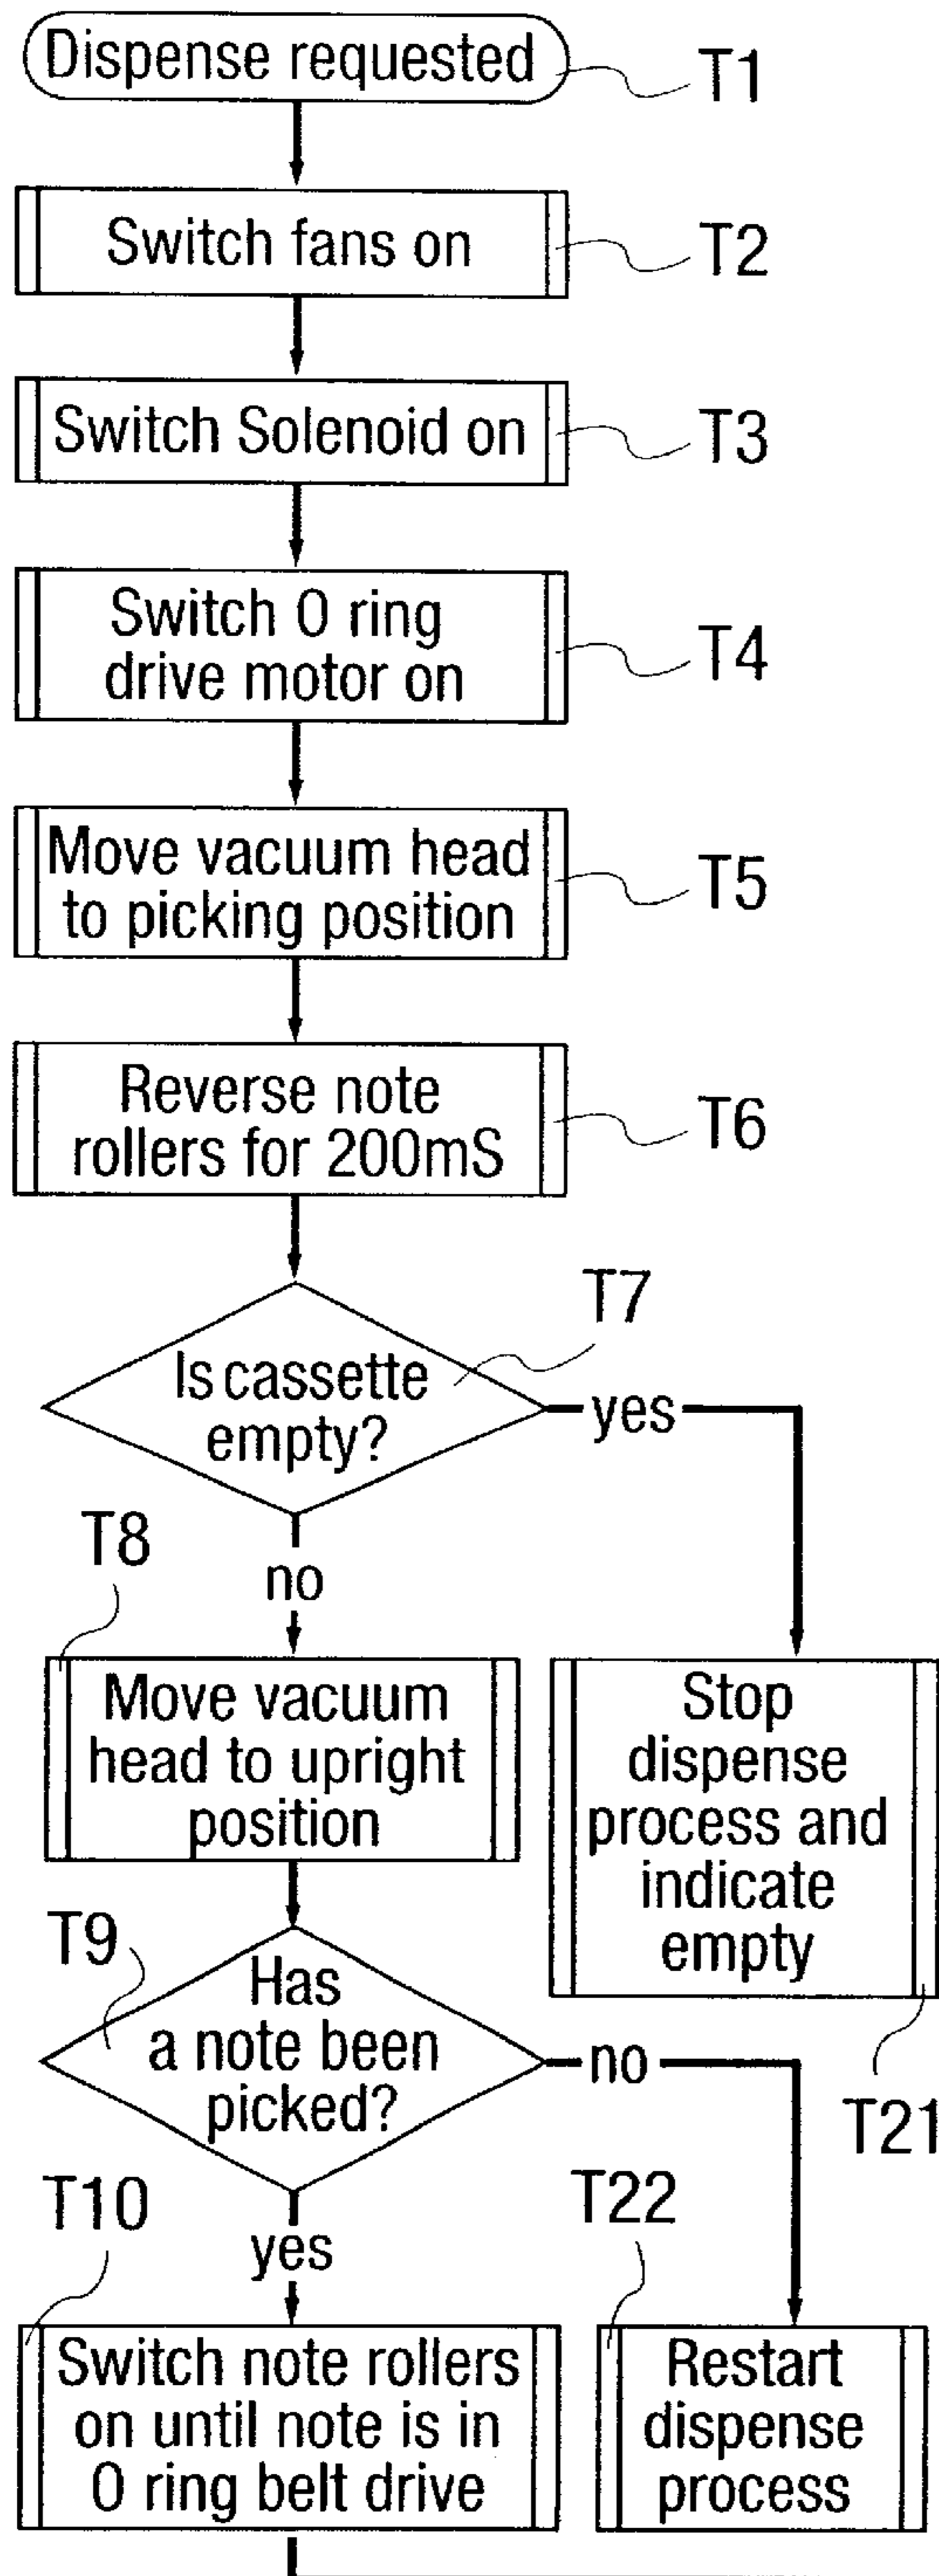 Dispense requested
T1
Switch fans on
T2
Switch Solenoid on
T3
Switch O ring
drive motor on
T4
Move vacuum head
to picking position
T5
Reverse note
rollers for 200mS
T6
T7
Is cassette
empty?
yes
T8
no
Move vacuum
head to upright
position
Stop
dispense
process and
indicate
empty
T21
T9
Has
a note been
picked?
no
T10
yes
T22
Switch note rollers
on until note is in
O ring belt drive
Restart
dispense
process